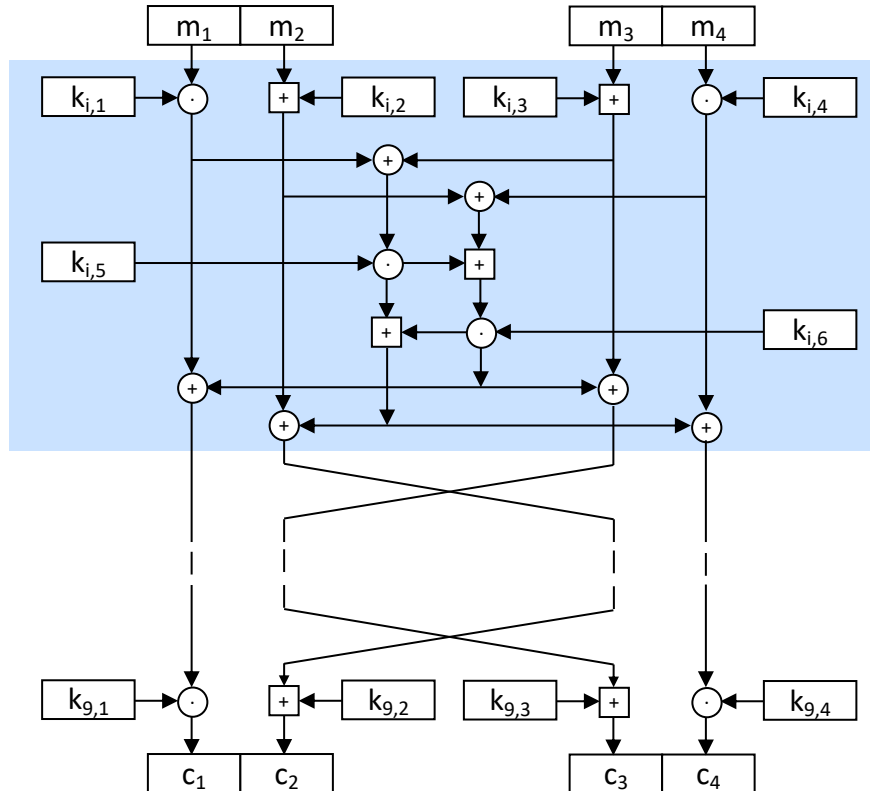 m₁ m₂ m₃ m₄
kᵢ,₁ · + kᵢ,₂ kᵢ,₃ + · kᵢ,₄
+
+
kᵢ,₅ · +
+ · kᵢ,₆
+ +
+ +
k₉,₁ · + k₉,₂ k₉,₃ + · k₉,₄
c₁ c₂ c₃ c₄